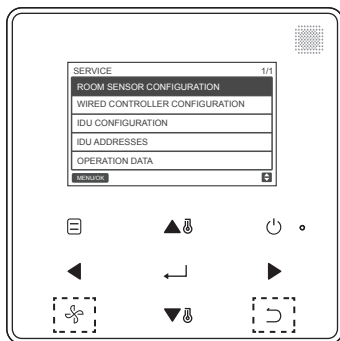 SERVICE 1/1
ROOM SENSOR CONFIGURATION
WIRED CONTROLLER CONFIGURATION
IDU CONFIGURATION
IDU ADDRESSES
OPERATION DATA
MENU/OK